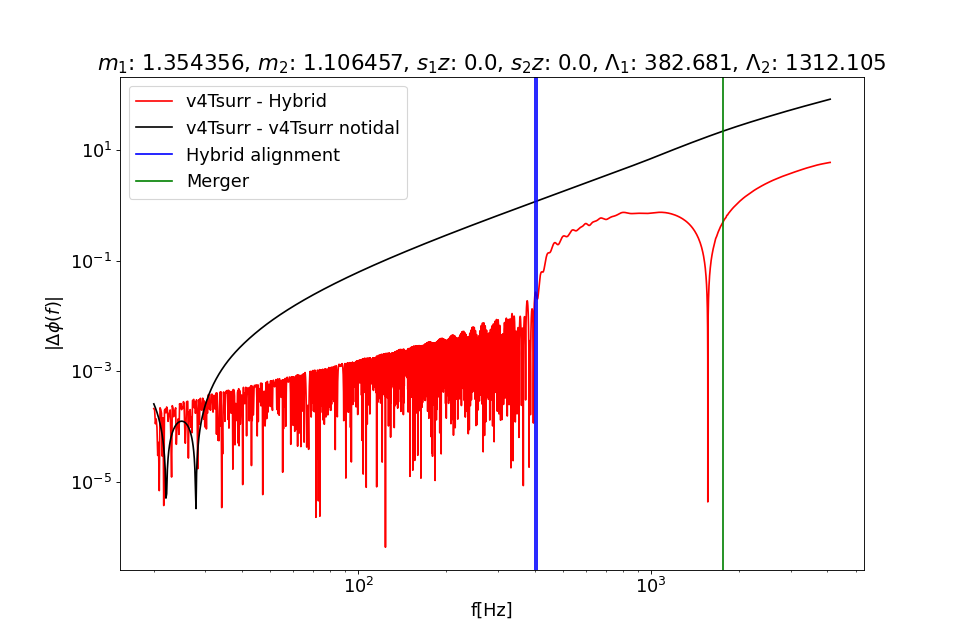 m₁: 1.354356, m₂: 1.106457, s₁z: 0.0, s₂z: 0.0, Λ₁: 382.681, Λ₂: 1312.105
v4Tsurr - Hybrid
v4Tsurr - v4Tsurr notidal
Hybrid alignment
Merger
|Δϕ(f)|
10¹
10⁻¹
10⁻³
10⁻⁵
10² 10³
f[Hz]